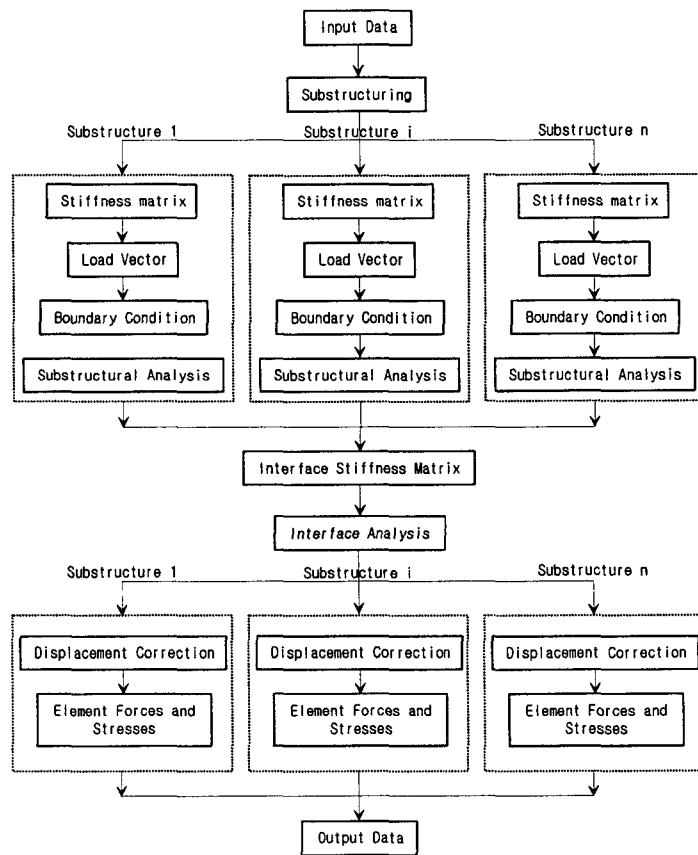 Input Data
Substructuring
Substructure 1
Substructure i
Substructure n
Stiffness matrix
Stiffness matrix
Stiffness matrix
Load Vector
Load Vector
Load Vector
Boundary Condition
Boundary Condition
Boundary Condition
Substructural Analysis
Substructural Analysis
Substructural Analysis
Interface Stiffness Matrix
Interface Analysis
Substructure 1
Substructure i
Substructure n
Displacement Correction
Displacement Correction
Displacement Correction
Element Forces and
Stresses
Element Forces and
Stresses
Element Forces and
Stresses
Output Data